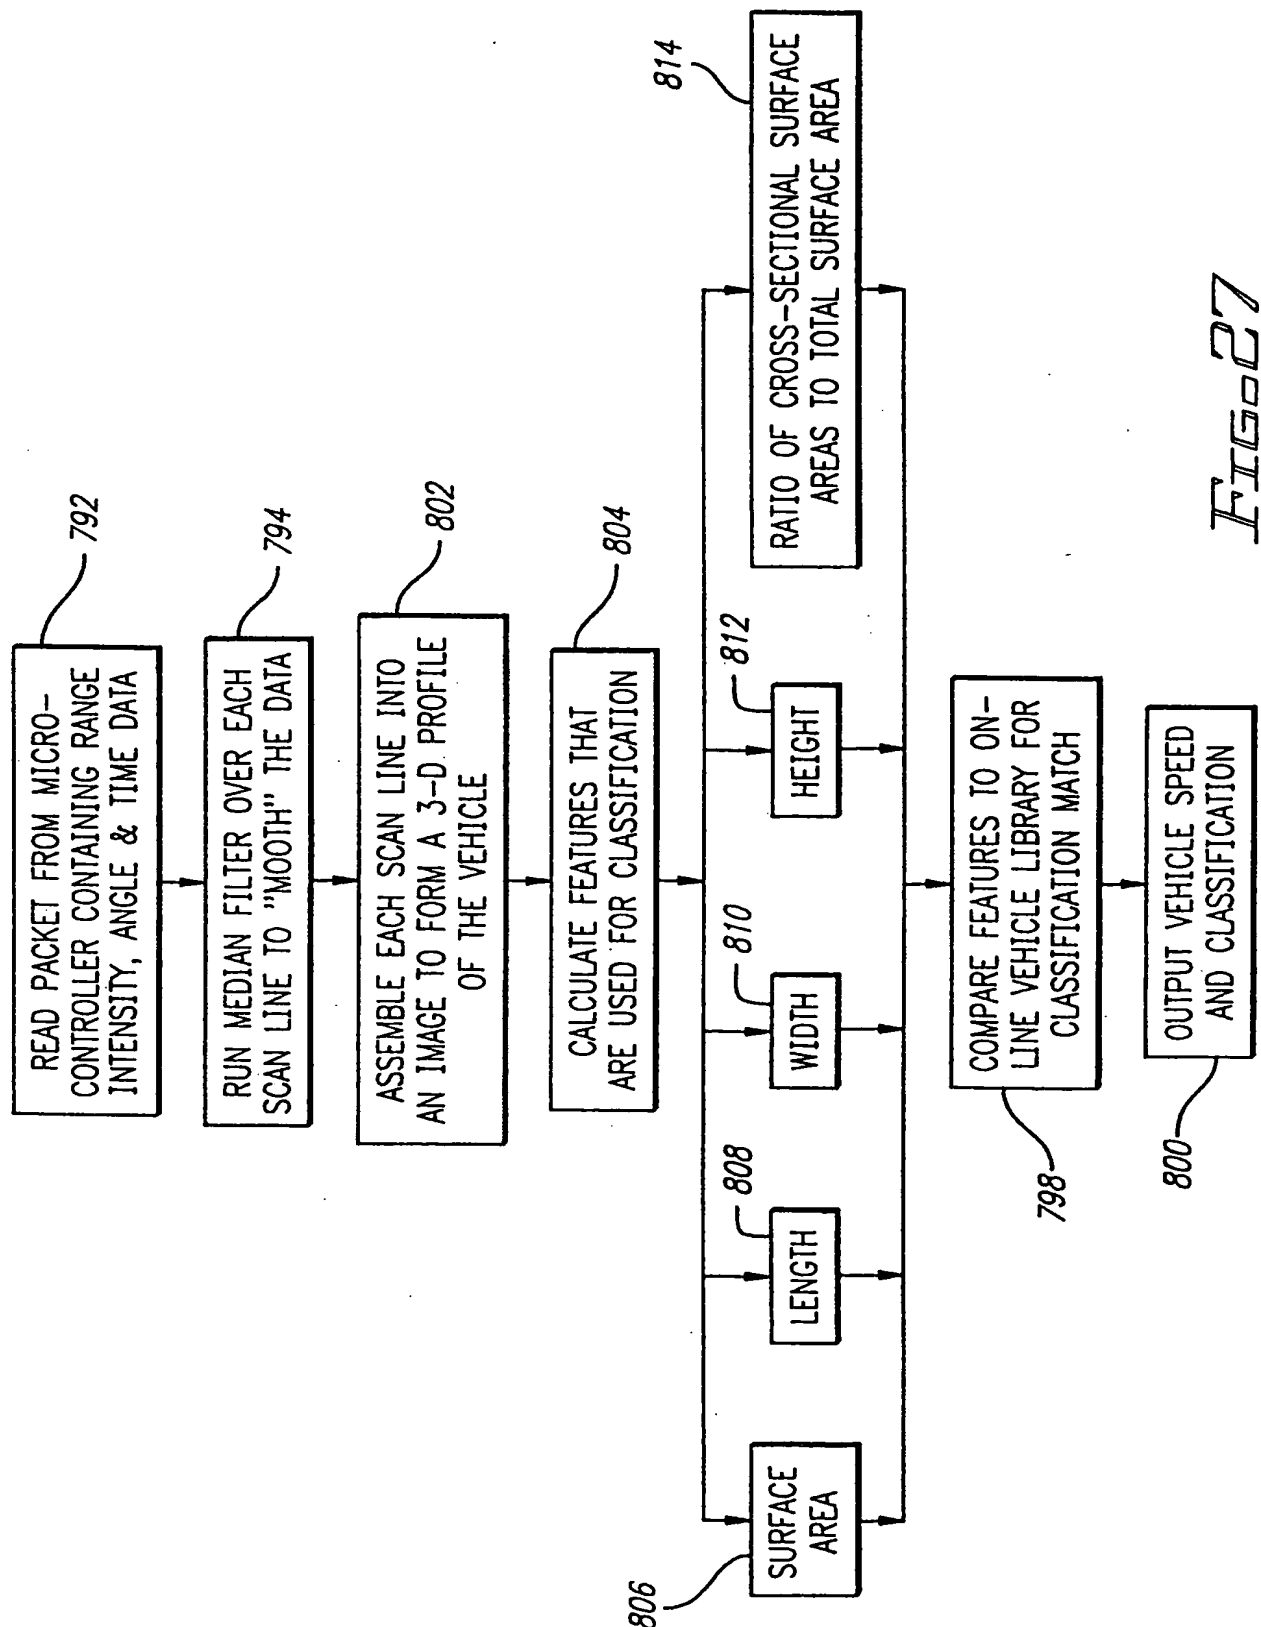 792
READ PACKET FROM MICRO-
CONTROLLER CONTAINING RANGE
INTENSITY, ANGLE & TIME DATA
794
RUN MEDIAN FILTER OVER EACH
SCAN LINE TO "MOOTH" THE DATA
802
ASSEMBLE EACH SCAN LINE INTO
AN IMAGE TO FORM A 3-D PROFILE
OF THE VEHICLE
804
CALCULATE FEATURES THAT
ARE USED FOR CLASSIFICATION
806
SURFACE
AREA
808
LENGTH
810
WIDTH
812
HEIGHT
814
RATIO OF CROSS-SECTIONAL SURFACE
AREAS TO TOTAL SURFACE AREA
798
COMPARE FEATURES TO ON-
LINE VEHICLE LIBRARY FOR
CLASSIFICATION MATCH
800
OUTPUT VEHICLE SPEED
AND CLASSIFICATION
FIG-27